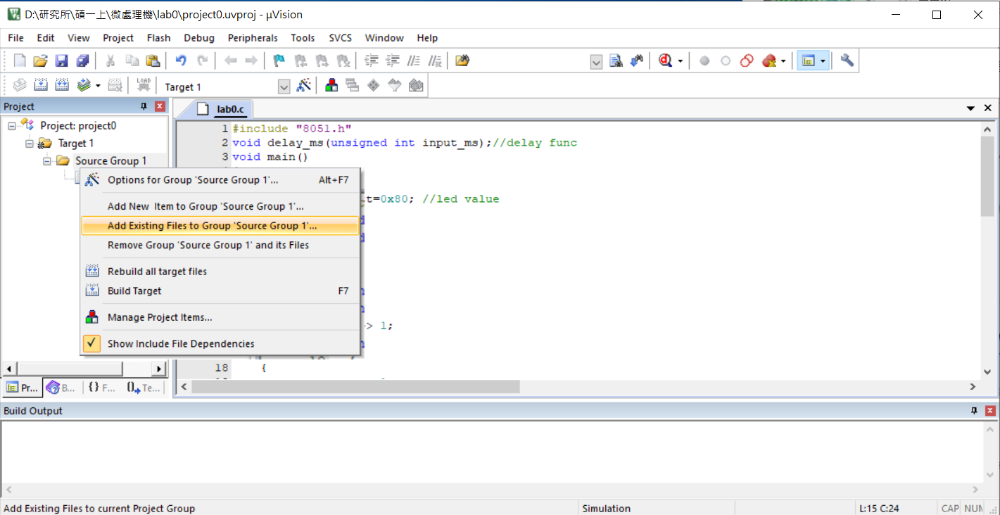 D:\研究所\碩一上\微處理機\lab0\project0.uvproj - µVision
File Edit View Project Flash Debug Peripherals Tools SVCS Window Help
LOAD
Target 1
Project
lab0.c
Project: project0
Target 1
Source Group 1
1 #include "8051.h"
2 void delay_ms(unsigned int input_ms);//delay func
3 void main()
t=0x80; //led value
> 1;
18 {
Options for Group 'Source Group 1'... Alt+F7
Add New Item to Group 'Source Group 1'...
Add Existing Files to Group 'Source Group 1'...
Remove Group 'Source Group 1' and its Files
Rebuild all target files
Build Target F7
Manage Project Items...
Show Include File Dependencies
Pr... B... {} F... Te...
Build Output
Add Existing Files to current Project Group
Simulation
L:15 C:24
CAP NUM